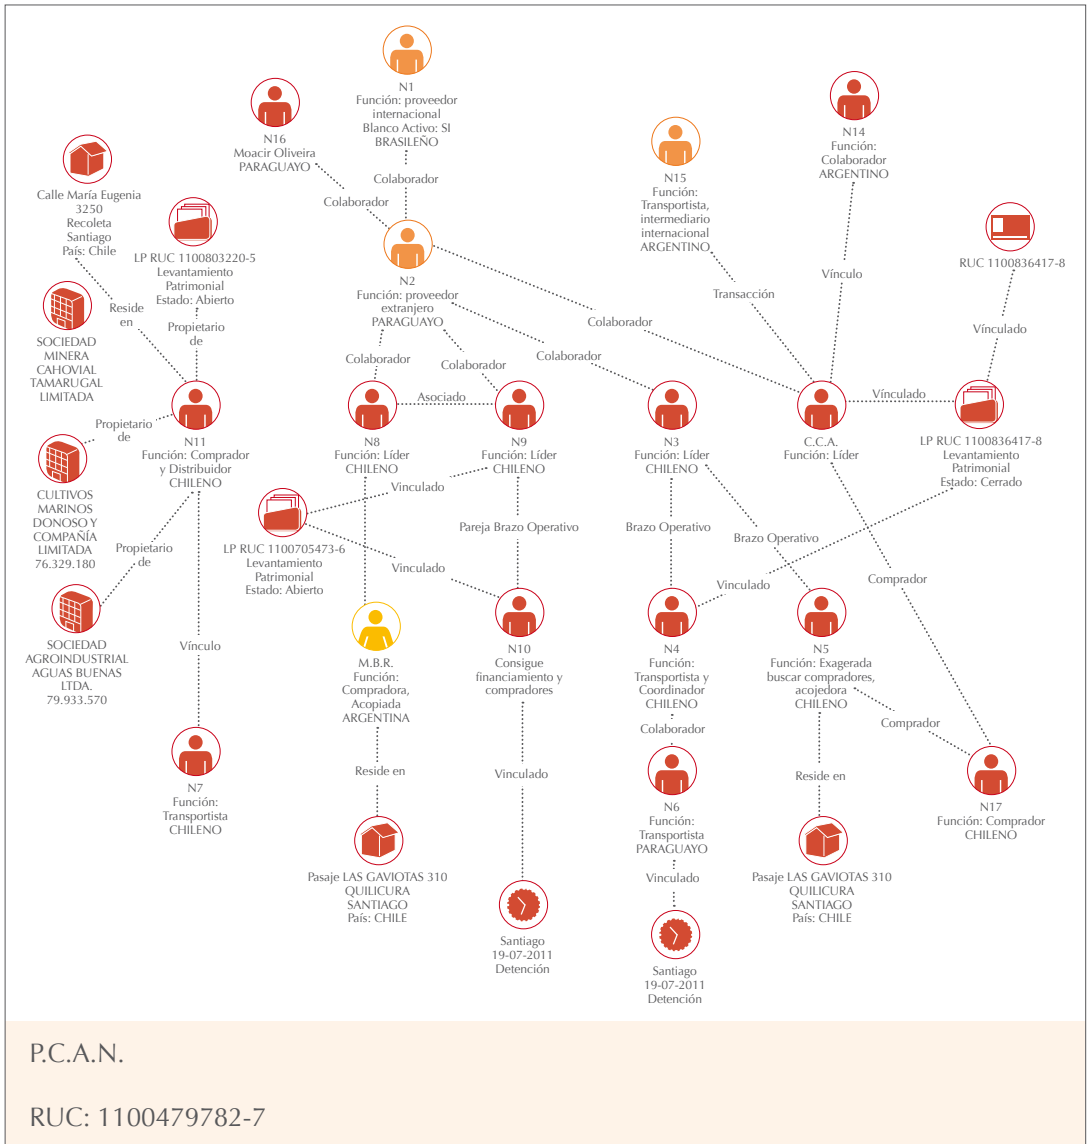 N1
Función: proveedor
internacional
Blanco Activo: SI
BRASILEÑO
N16
Moacir Oliveira
PARAGUAYO
N14
Función:
Colaborador
ARGENTINO
N15
Función:
Transportista,
intermediario
internacional
ARGENTINO
Calle María Eugenia
3250
Recoleta
Santiago
País: Chile
LP RUC 1100803220-5
Levantamiento
Patrimonial
Estado: Abierto
RUC 1100836417-8
Colaborador
Colaborador
N2
Función: proveedor
extranjero
PARAGUAYO
Vínculo
Transacción
Reside
en
Propietario
de
Colaborador
Vínculado
SOCIEDAD
MINERA
CAHOVIAL
TAMARUGAL
LIMITADA
Colaborador
Colaborador
Colaborador
Asociado
Vínculado
Propietario
de
N11
Función: Comprador
y Distribuidor
CHILENO
N8
Función: Líder
CHILENO
N9
Función: Líder
CHILENO
N3
Función: Líder
CHILENO
C.C.A.
Función: Líder
LP RUC 1100836417-8
Levantamiento
Patrimonial
Estado: Cerrado
CULTIVOS
MARINOS
DONOSO Y
COMPAÑÍA
LIMITADA
76.329.180
Vinculado
LP RUC 1100705473-6
Levantamiento
Patrimonial
Estado: Abierto
Pareja Brazo Operativo
Brazo Operativo
Brazo Operativo
Propietario
de
Vinculado
Vinculado
Comprador
SOCIEDAD
AGROINDUSTRIAL
AGUAS BUENAS
LTDA.
79.933.570
Vínculo
M.B.R.
Función:
Compradora,
Acopiada
ARGENTINA
N10
Consigue
financiamiento y
compradores
N4
Función:
Transportista y
Coordinador
CHILENO
N5
Función: Exagerada
buscar compradores,
acojedora
CHILENO
Colaborador
Comprador
Reside en
Vinculado
Reside en
N7
Función:
Transportista
CHILENO
N6
Función:
Transportista
PARAGUAYO
N17
Función: Comprador
CHILENO
Pasaje LAS GAVIOTAS 310
QUILICURA
SANTIAGO
País: CHILE
Vinculado
Pasaje LAS GAVIOTAS 310
QUILICURA
SANTIAGO
País: CHILE
Santiago
19-07-2011
Detención
Santiago
19-07-2011
Detención
P.C.A.N.
RUC: 1100479782-7